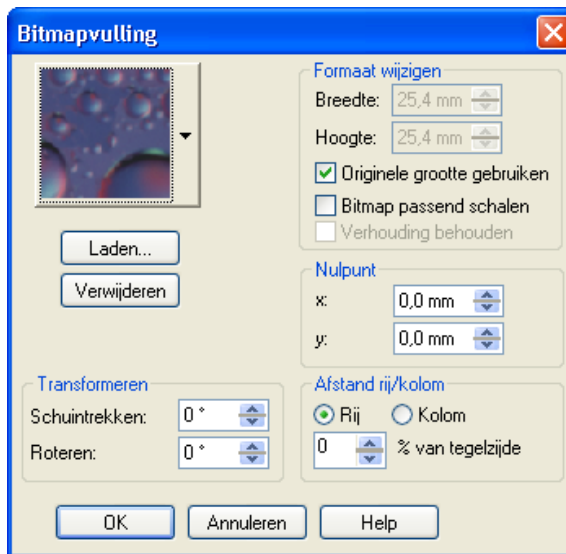 Bitmapvulling
Formaat wijzigen
Breedte: 25,4 mm
Hoogte: 25,4 mm
Originele grootte gebruiken
Bitmap passend schalen
Verhouding behouden
Laden...
Verwijderen
Nulpunt
x: 0,0 mm
y: 0,0 mm
Transformeren
Schuintrekken: 0 °
Roteren: 0 °
Afstand rij/kolom
Rij Kolom
0 % van tegelzijde
OK Annuleren Help